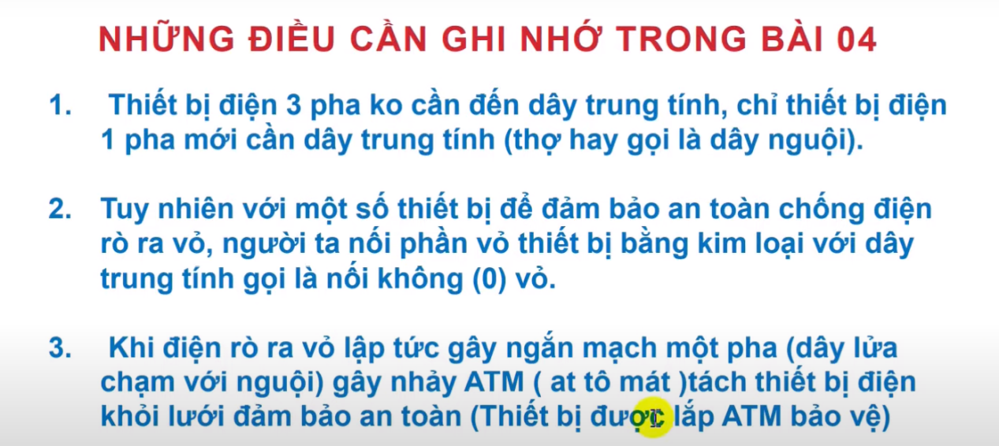 NHỮNG ĐIỀU CẦN GHI NHỚ TRONG BÀI 04
1. Thiết bị điện 3 pha ko cần đến dây trung tính, chỉ thiết bị điện
1 pha mới cần dây trung tính (thợ hay gọi là dây nguội).
2. Tuy nhiên với một số thiết bị để đảm bảo an toàn chống điện
rò ra vỏ, người ta nối phần vỏ thiết bị bằng kim loại với dây
trung tính gọi là nối không (0) vỏ.
3. Khi điện rò ra vỏ lập tức gây ngắn mạch một pha (dây lửa
chạm với nguội) gây nhảy ATM ( at tô mát )tách thiết bị điện
khỏi lưới đảm bảo an toàn (Thiết bị được lắp ATM bảo vệ)